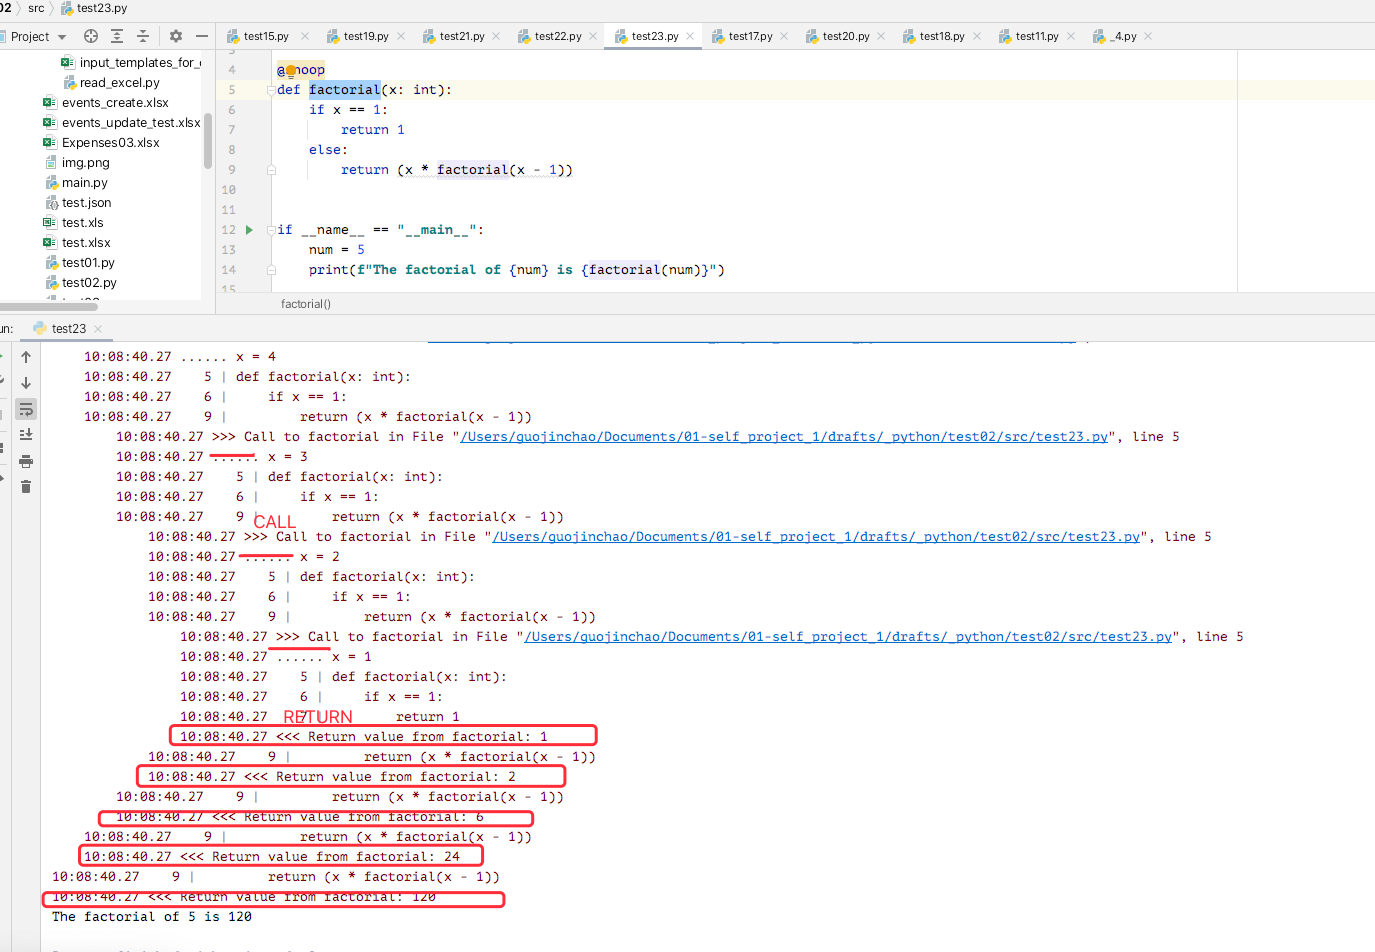 02 src test23.py
Project
test15.py test19.py test21.py test22.py test23.py test17.py test20.py test18.py test11.py _4.py
input_templates_for_
read_excel.py
events_create.xlsx
events_update_test.xlsx
Expenses03.xlsx
img.png
main.py
test.json
test.xls
test.xlsx
test01.py
test02.py
4 @snoop
5 def factorial(x: int):
6 if x == 1:
7 return 1
8 else:
9 return (x * factorial(x - 1))
10
11
12 if __name__ == "__main__":
13 num = 5
14 print(f"The factorial of {num} is {factorial(num)}")
15
factorial()
un: test23
10:08:40.27 ...... x = 4
10:08:40.27 5 | def factorial(x: int):
10:08:40.27 6 | if x == 1:
10:08:40.27 9 | return (x * factorial(x - 1))
10:08:40.27 >>> Call to factorial in File "/Users/guojinchao/Documents/01-self_project_1/drafts/_python/test02/src/test23.py", line 5
10:08:40.27 ...... x = 3
10:08:40.27 5 | def factorial(x: int):
10:08:40.27 6 | if x == 1:
10:08:40.27 9 | return (x * factorial(x - 1))
CALL
10:08:40.27 >>> Call to factorial in File "/Users/guojinchao/Documents/01-self_project_1/drafts/_python/test02/src/test23.py", line 5
10:08:40.27 ...... x = 2
10:08:40.27 5 | def factorial(x: int):
10:08:40.27 6 | if x == 1:
10:08:40.27 9 | return (x * factorial(x - 1))
10:08:40.27 >>> Call to factorial in File "/Users/guojinchao/Documents/01-self_project_1/drafts/_python/test02/src/test23.py", line 5
10:08:40.27 ...... x = 1
10:08:40.27 5 | def factorial(x: int):
10:08:40.27 6 | if x == 1:
10:08:40.27 7 | return 1
RETURN
10:08:40.27 <<< Return value from factorial: 1
10:08:40.27 9 | return (x * factorial(x - 1))
10:08:40.27 <<< Return value from factorial: 2
10:08:40.27 9 | return (x * factorial(x - 1))
10:08:40.27 <<< Return value from factorial: 6
10:08:40.27 9 | return (x * factorial(x - 1))
10:08:40.27 <<< Return value from factorial: 24
10:08:40.27 9 | return (x * factorial(x - 1))
10:08:40.27 <<< Return value from factorial: 120
The factorial of 5 is 120